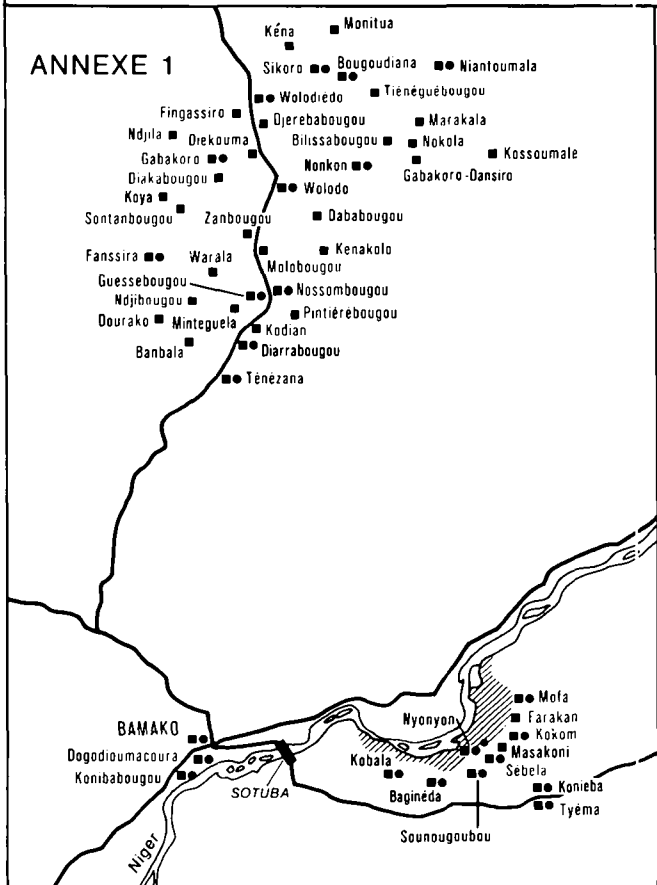 ANNEXE 1
Monitua
Kéna
Sikoro
Bougoudiana
Niantoumala
Tiénéguébougou
Wolodiédo
Fingassiro
Djerebabougou
Marakala
Ndjila
Drekouma
Bilissabougou
Nokola
Kossoumale
Gabakoro
Nonkon
Gabakoro-Dansiro
Diakabougou
Wolodo
Koya
Sontanbougou
Zanbougou
Dababougou
Fanssira
Warala
Molobougou
Kenakolo
Guessebougou
Nossombougou
Ndjibougou
Pintiérébougou
Dourako
Minteguela
Kodian
Banbala
Diarrabougou
Ténézana
Mofa
Nyonyon
Farakan
BAMAKO
Kokom
Masakoni
Dogodioumacoura
Kobala
Sébela
Konibabougou
SOTUBA
Baginéda
Konieba
Tyéma
Sounougoubou
Niger